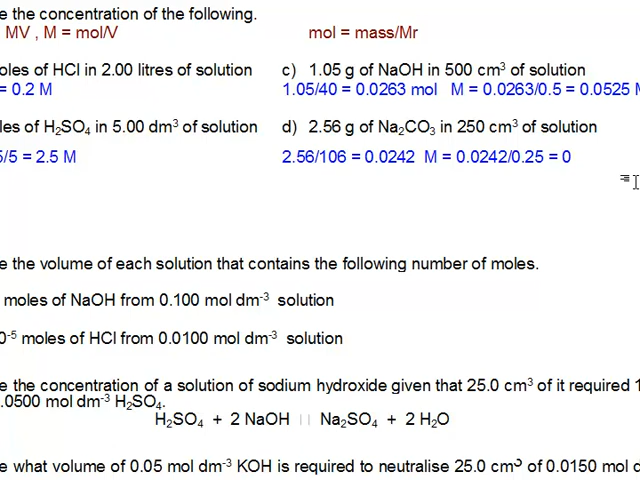 e the concentration of the following.
MV , M = mol/V mol = mass/Mr
oles of HCl in 2.00 litres of solution c) 1.05 g of NaOH in 500 cm³ of solution
= 0.2 M 1.05/40 = 0.0263 mol M = 0.0263/0.5 = 0.0525 M
les of H₂SO₄ in 5.00 dm³ of solution d) 2.56 g of Na₂CO₃ in 250 cm³ of solution
5/5 = 2.5 M 2.56/106 = 0.0242 M = 0.0242/0.25 = 0
e the volume of each solution that contains the following number of moles.
moles of NaOH from 0.100 mol dm⁻³ solution
0⁻⁵ moles of HCl from 0.0100 mol dm⁻³ solution
e the concentration of a solution of sodium hydroxide given that 25.0 cm³ of it required 1
.0500 mol dm⁻³ H₂SO₄.
H₂SO₄ + 2 NaOH Na₂SO₄ + 2 H₂O
e what volume of 0.05 mol dm⁻³ KOH is required to neutralise 25.0 cm³ of 0.0150 mol d